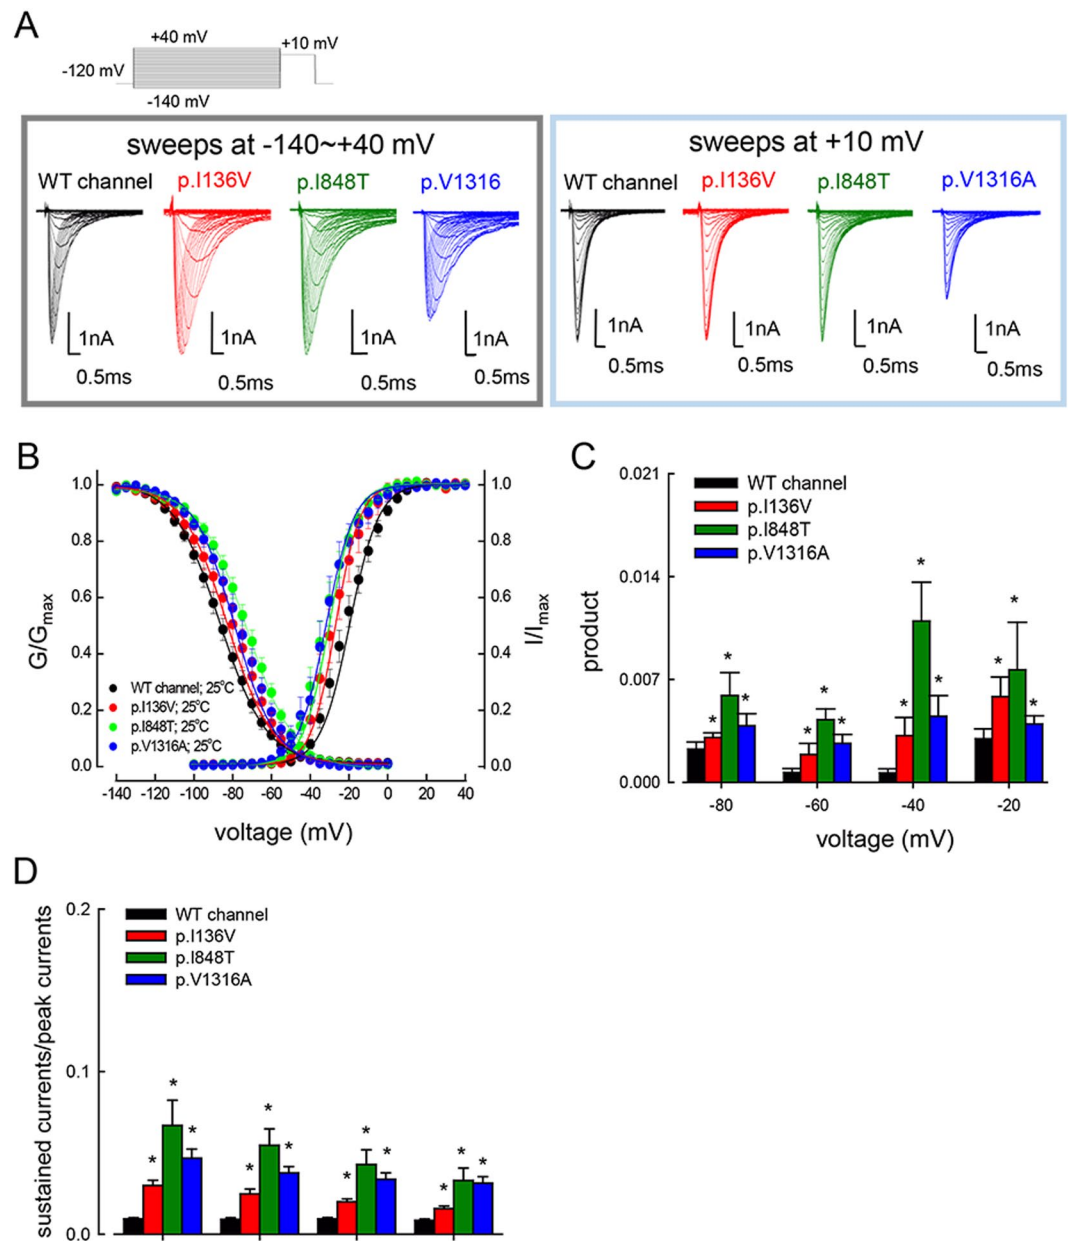 A
+40 mV
+10 mV
-120 mV
-140 mV
sweeps at -140~+40 mV
WT channel
p.I136V
p.I848T
p.V1316
1nA
0.5ms
1nA
0.5ms
1nA
0.5ms
1nA
0.5ms
sweeps at +10 mV
WT channel
p.I136V
p.I848T
p.V1316A
1nA
0.5ms
1nA
0.5ms
1nA
0.5ms
1nA
0.5ms
B
G/Gmax
1.0
0.8
0.6
0.4
0.2
0.0
WT channel; 25°C
p.I136V; 25°C
p.I848T; 25°C
p.V1316A; 25°C
1.0
0.8
0.6
0.4
0.2
0.0
I/Imax
-140 -120 -100 -80 -60 -40 -20 0 20 40
voltage (mV)
C
product
0.021
0.014
0.007
0.000
WT channel
p.I136V
p.I848T
p.V1316A
* * *
* * *
* * *
* * *
-80 -60 -40 -20
voltage (mV)
D
sustained currents/peak currents
0.2
0.1
0.0
WT channel
p.I136V
p.I848T
p.V1316A
* * *
* * *
* * *
* * *